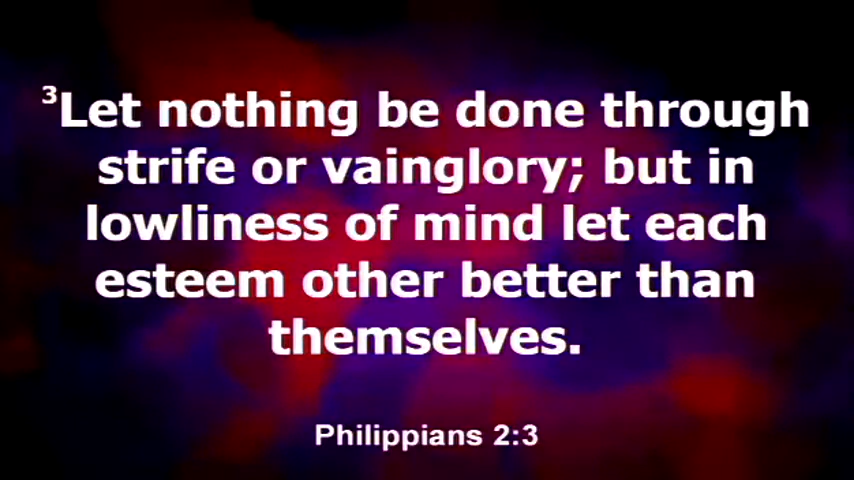 ³Let nothing be done through
strife or vainglory; but in
lowliness of mind let each
esteem other better than
themselves.
Philippians 2:3